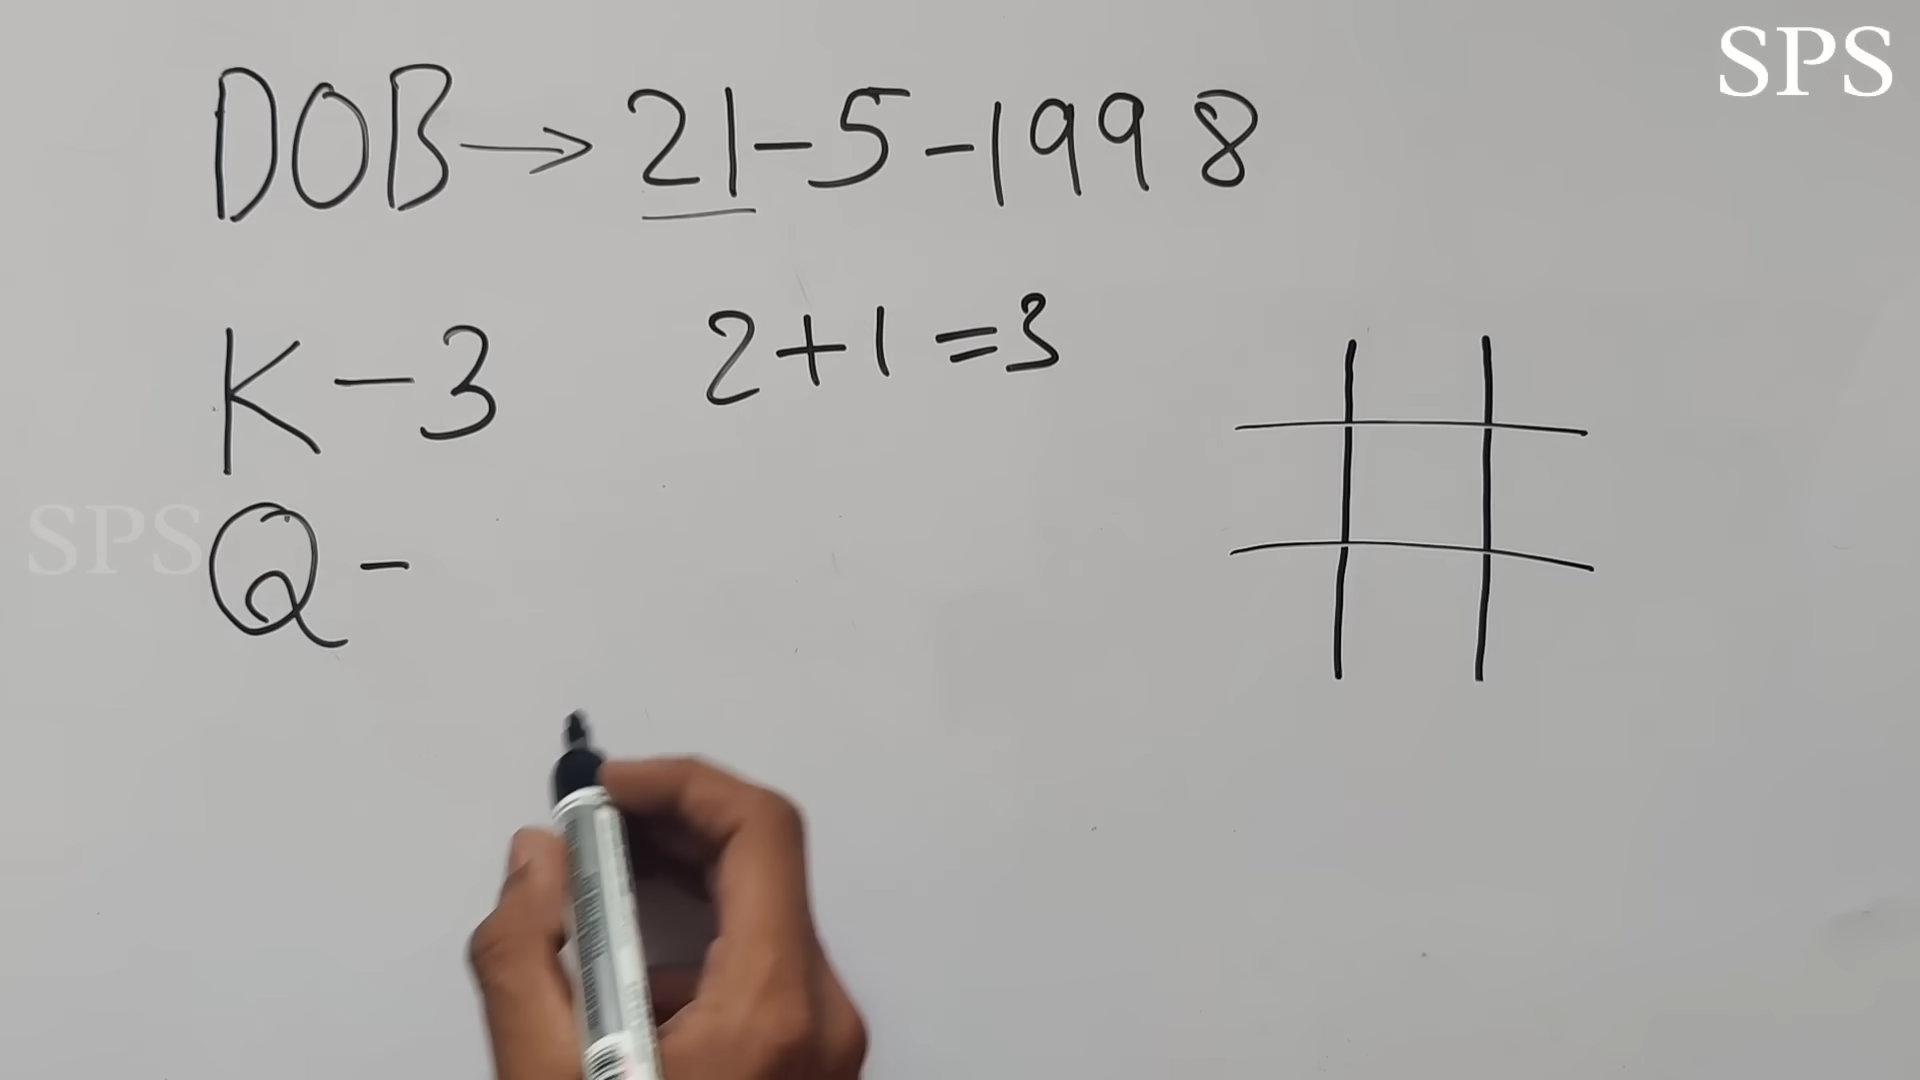 SPS
DOB→21-5-1998
K-3
2+1=3
SPS
Q-